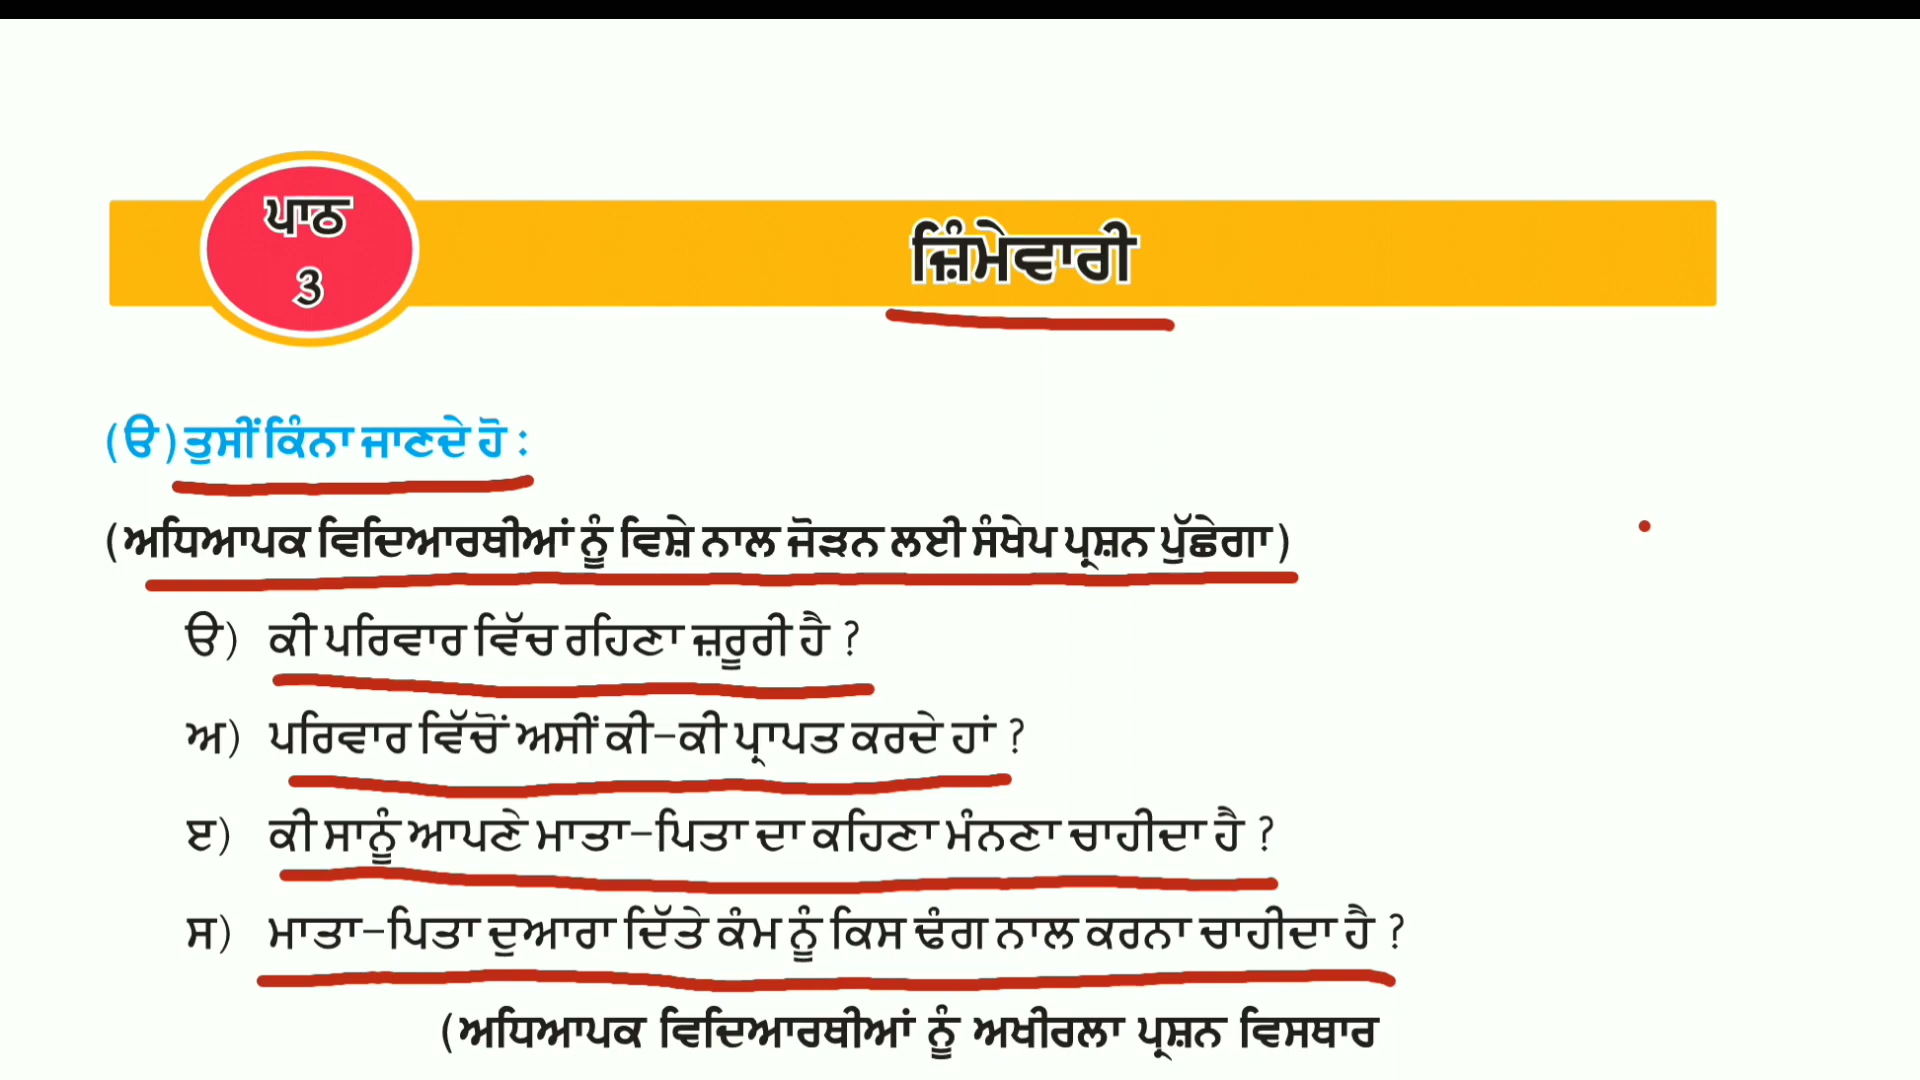 ਪਾਠ
3
ਜ਼ਿੰਮੇਵਾਰੀ
(ੳ) ਤੁਸੀਂ ਕਿੰਨਾ ਜਾਣਦੇ ਹੋ :
(ਅਧਿਆਪਕ ਵਿਦਿਆਰਥੀਆਂ ਨੂੰ ਵਿਸ਼ੇ ਨਾਲ ਜੋੜਨ ਲਈ ਸੰਖੇਪ ਪ੍ਰਸ਼ਨ ਪੁੱਛੇਗਾ)
ੳ) ਕੀ ਪਰਿਵਾਰ ਵਿੱਚ ਰਹਿਣਾ ਜ਼ਰੂਰੀ ਹੈ ?
ਅ) ਪਰਿਵਾਰ ਵਿੱਚੋਂ ਅਸੀਂ ਕੀ-ਕੀ ਪ੍ਰਾਪਤ ਕਰਦੇ ਹਾਂ ?
ੲ) ਕੀ ਸਾਨੂੰ ਆਪਣੇ ਮਾਤਾ-ਪਿਤਾ ਦਾ ਕਹਿਣਾ ਮੰਨਣਾ ਚਾਹੀਦਾ ਹੈ ?
ਸ) ਮਾਤਾ-ਪਿਤਾ ਦੁਆਰਾ ਦਿੱਤੇ ਕੰਮ ਨੂੰ ਕਿਸ ਢੰਗ ਨਾਲ ਕਰਨਾ ਚਾਹੀਦਾ ਹੈ ?
(ਅਧਿਆਪਕ ਵਿਦਿਆਰਥੀਆਂ ਨੂੰ ਅਖੀਰਲਾ ਪ੍ਰਸ਼ਨ ਵਿਸਥਾਰ